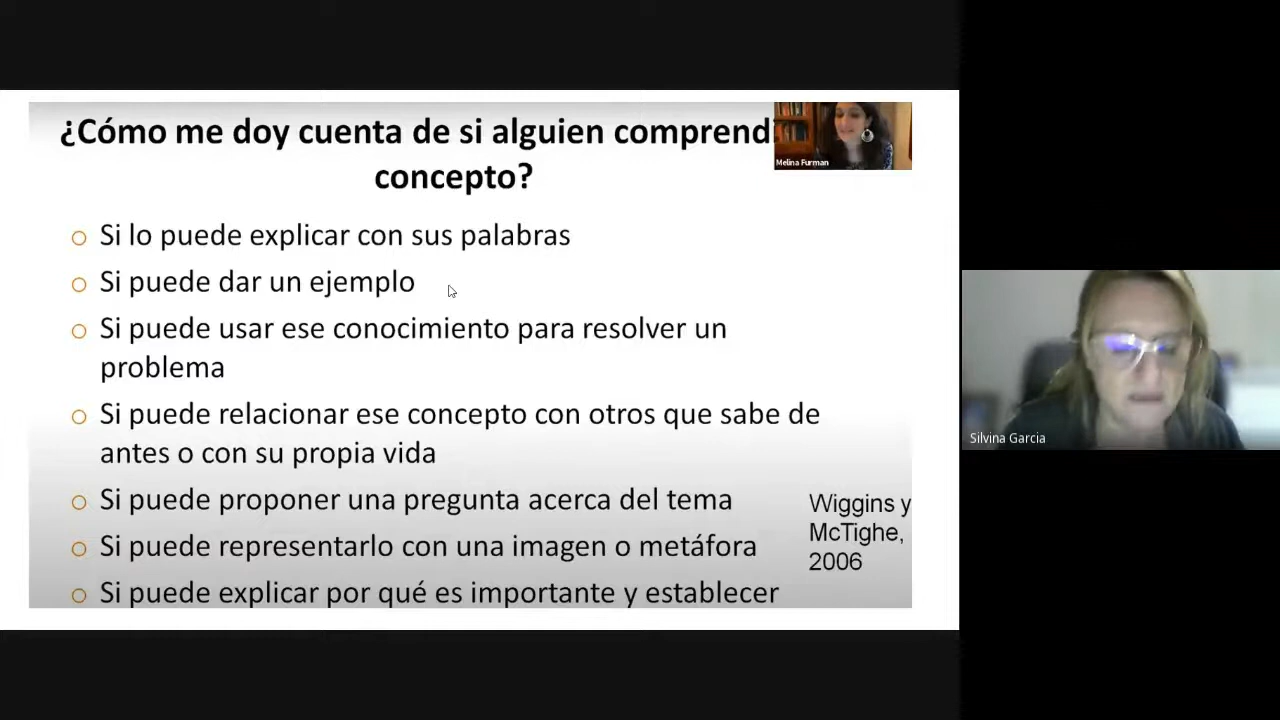 ¿Cómo me doy cuenta de si alguien comprendi
concepto?
Melina Furman
Si lo puede explicar con sus palabras
Si puede dar un ejemplo
Si puede usar ese conocimiento para resolver un
problema
Si puede relacionar ese concepto con otros que sabe de
antes o con su propia vida
Si puede proponer una pregunta acerca del tema
Si puede representarlo con una imagen o metáfora
Si puede explicar por qué es importante y establecer
Wiggins y
McTighe,
2006
Silvina Garcia